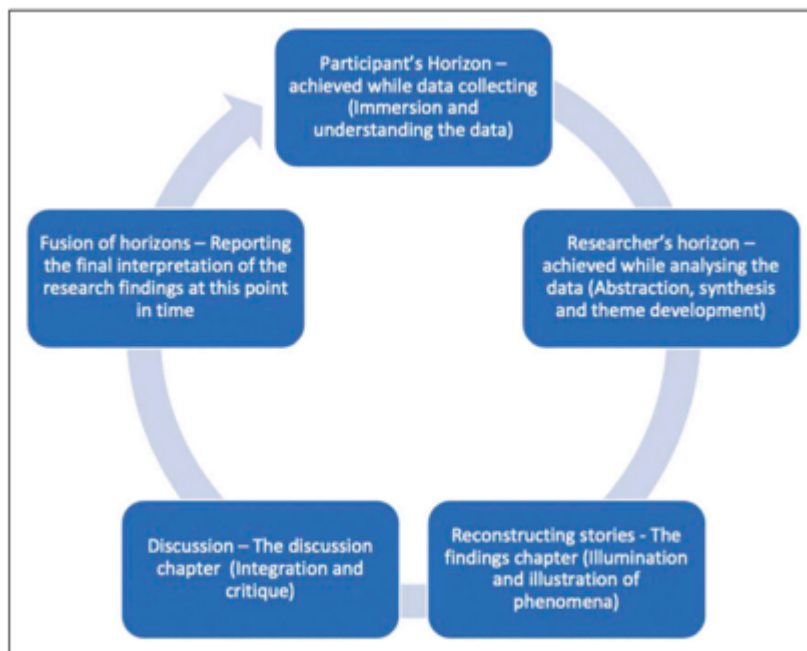 Participant's Horizon –
achieved while data collecting
(Immersion and
understanding the data)
Researcher's horizon –
achieved while analysing the
data (Abstraction, synthesis
and theme development)
Reconstructing stories - The
findings chapter (Illumination
and illustration of
phenomena)
Discussion – The discussion
chapter (Integration and
critique)
Fusion of horizons – Reporting
the final interpretation of the
research findings at this point
in time